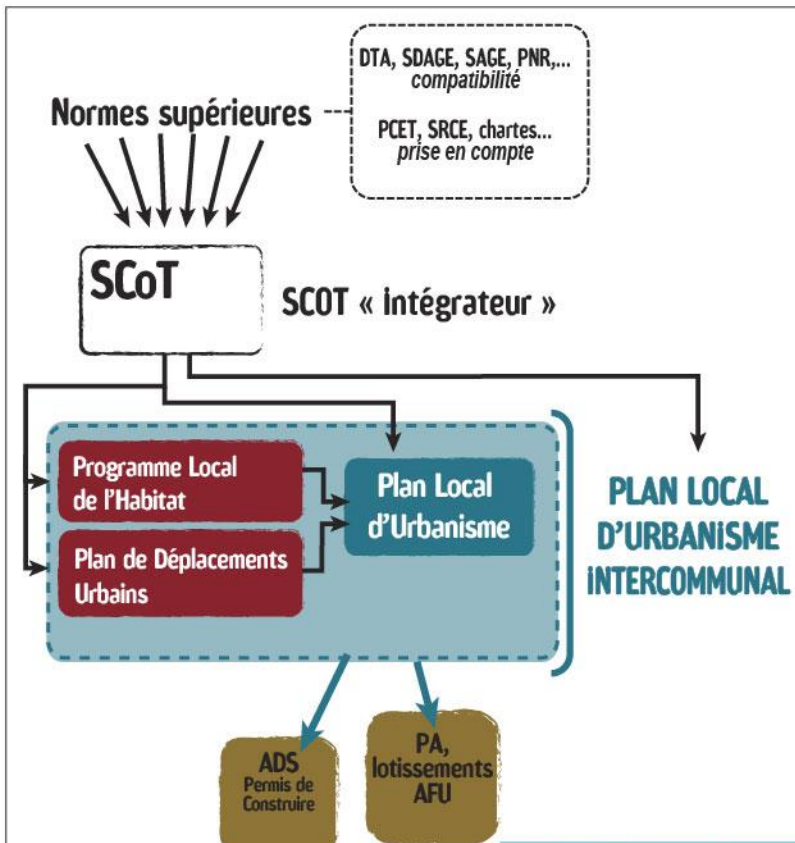 DTA, SDAGE, SAGE, PNR,...
compatibilité
Normes supérieures
PCET, SRCE, chartes...
prise en compte
SCoT
SCOT « intégrateur »
Programme Local
de l'Habitat
Plan Local
d'Urbanisme
Plan de Déplacements
Urbains
PLAN LOCAL
D'URBANiSME
iNTERCOMMUNAL
ADS
Permis de
Construire
PA,
lotissements
AFU